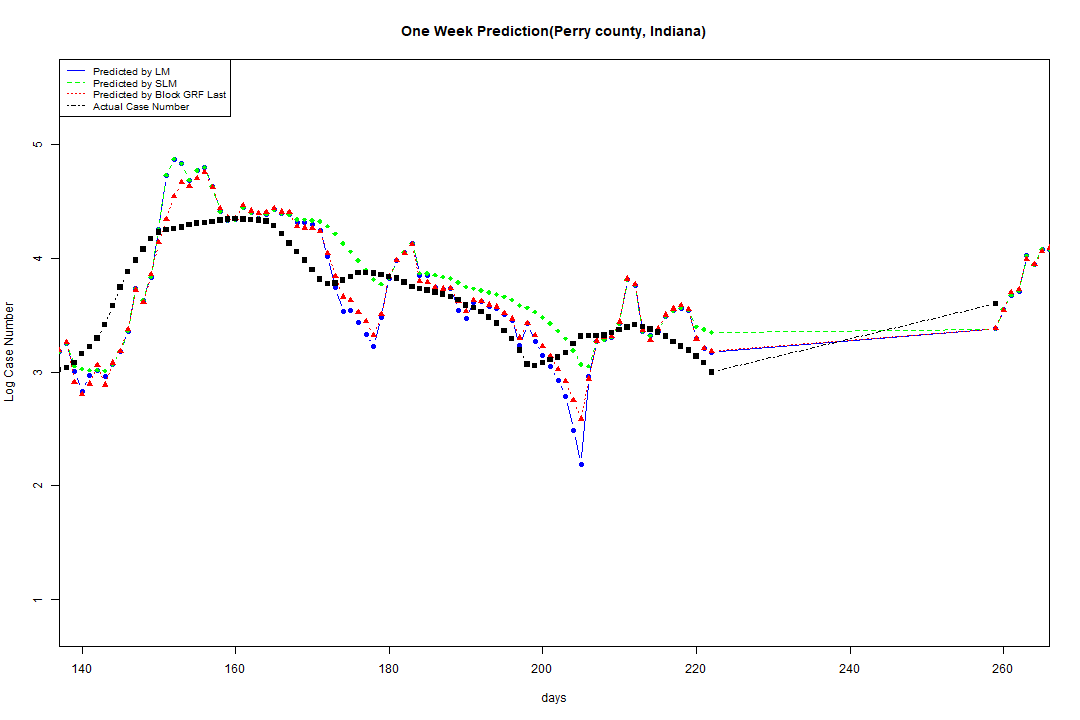 One Week Prediction(Perry county, Indiana)
Predicted by LM
Predicted by SLM
Predicted by Block GRF Last
Actual Case Number
5
4
3
2
1
Log Case Number
140 160 180 200 220 240 260
days